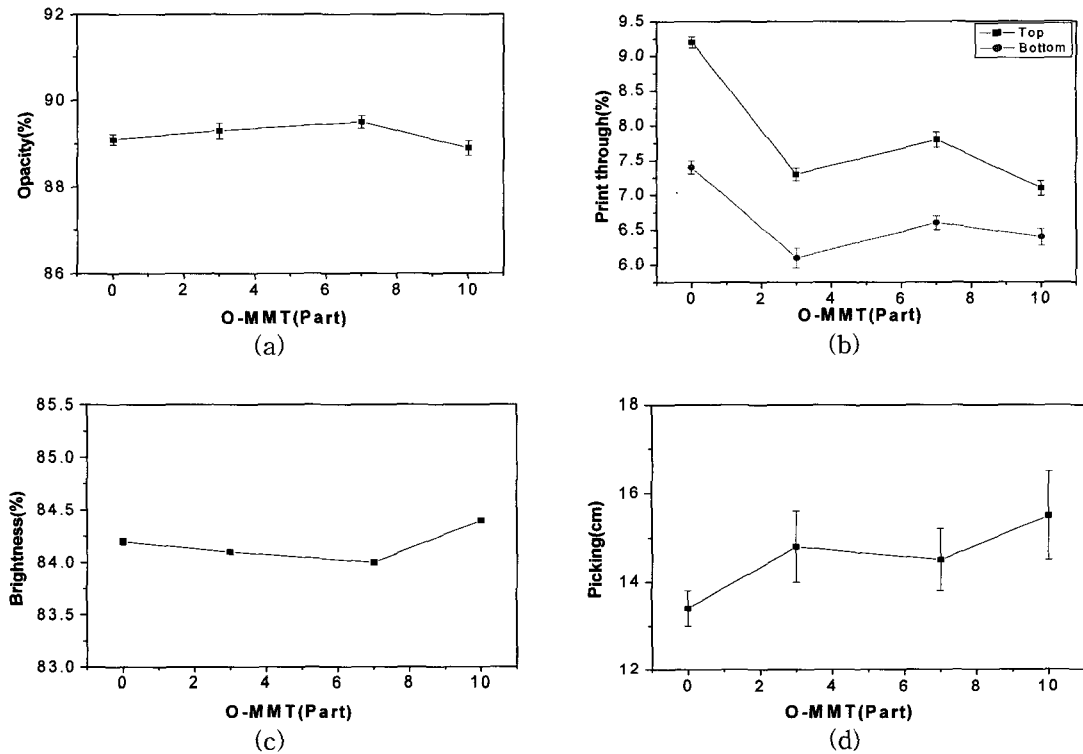 92
90
88
86
Opacity(%)
0 2 4 6 8 10
O-MMT(Part)
(a)
9.5
9.0
8.5
8.0
7.5
7.0
6.5
6.0
Print through(%)
Top
Bottom
0 2 4 6 8 10
O-MMT(Part)
(b)
85.5
85.0
84.5
84.0
83.5
83.0
Brightness(%)
0 2 4 6 8 10
O-MMT(Part)
(c)
18
16
14
12
Picking(cm)
0 2 4 6 8 10
O-MMT(Part)
(d)